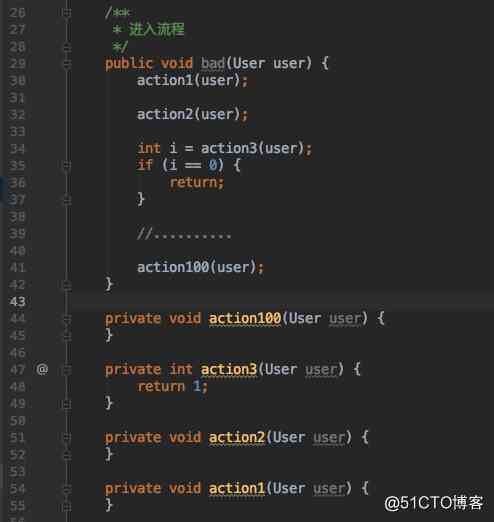 26 /**
27 * 进入流程
28 */
29 public void bad(User user) {
30 action1(user);
31
32 action2(user);
33
34 int i = action3(user);
35 if (i == 0) {
36 return;
37 }
38
39 //..........
40
41 action100(user);
42 }
43
44 private void action100(User user) {
45 }
46
47 @ private int action3(User user) {
48 return 1;
49 }
50
51 private void action2(User user) {
52 }
53
54 private void action1(User user) {
55 }
@51CTO博客